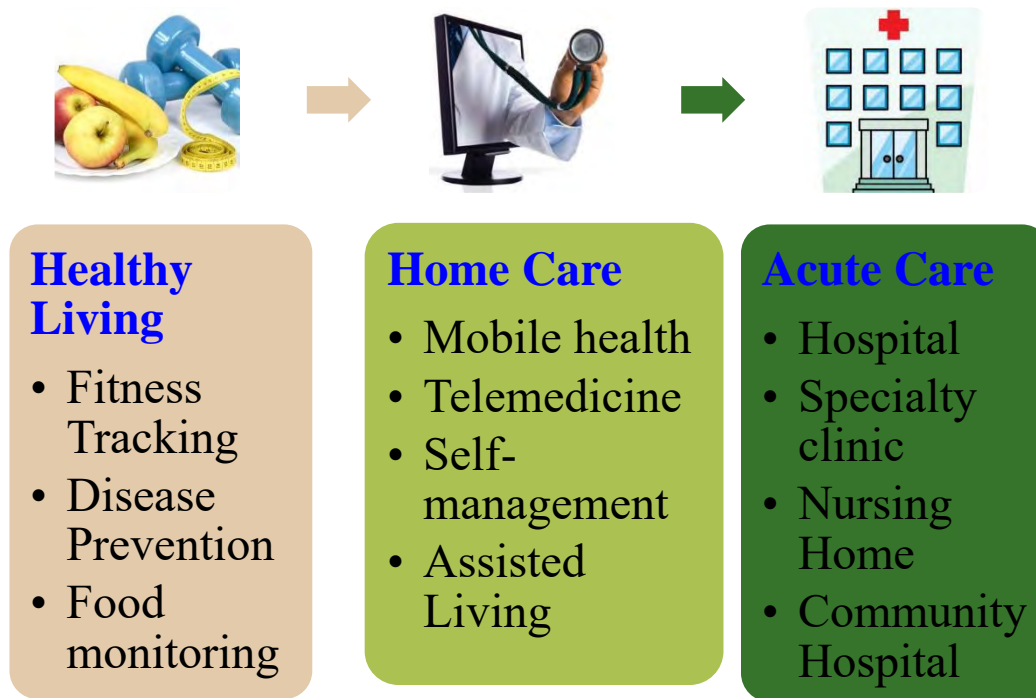 Healthy
Living
• Fitness
Tracking
• Disease
Prevention
• Food
monitoring
Home Care
• Mobile health
• Telemedicine
• Self-
management
• Assisted
Living
Acute Care
• Hospital
• Specialty
clinic
• Nursing
Home
• Community
Hospital